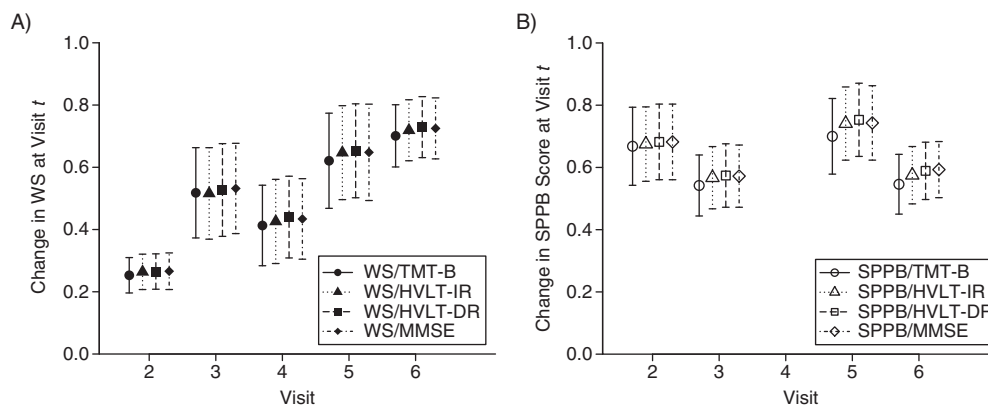 A)
Change in WS at Visit t
1.0
0.8
0.6
0.4
0.2
0.0
2 3 4 5 6
Visit
WS/TMT-B
WS/HVLT-IR
WS/HVLT-DR
WS/MMSE
B)
Change in SPPB Score at Visit t
1.0
0.8
0.6
0.4
0.2
0.0
2 3 4 5 6
Visit
SPPB/TMT-B
SPPB/HVLT-IR
SPPB/HVLT-DR
SPPB/MMSE